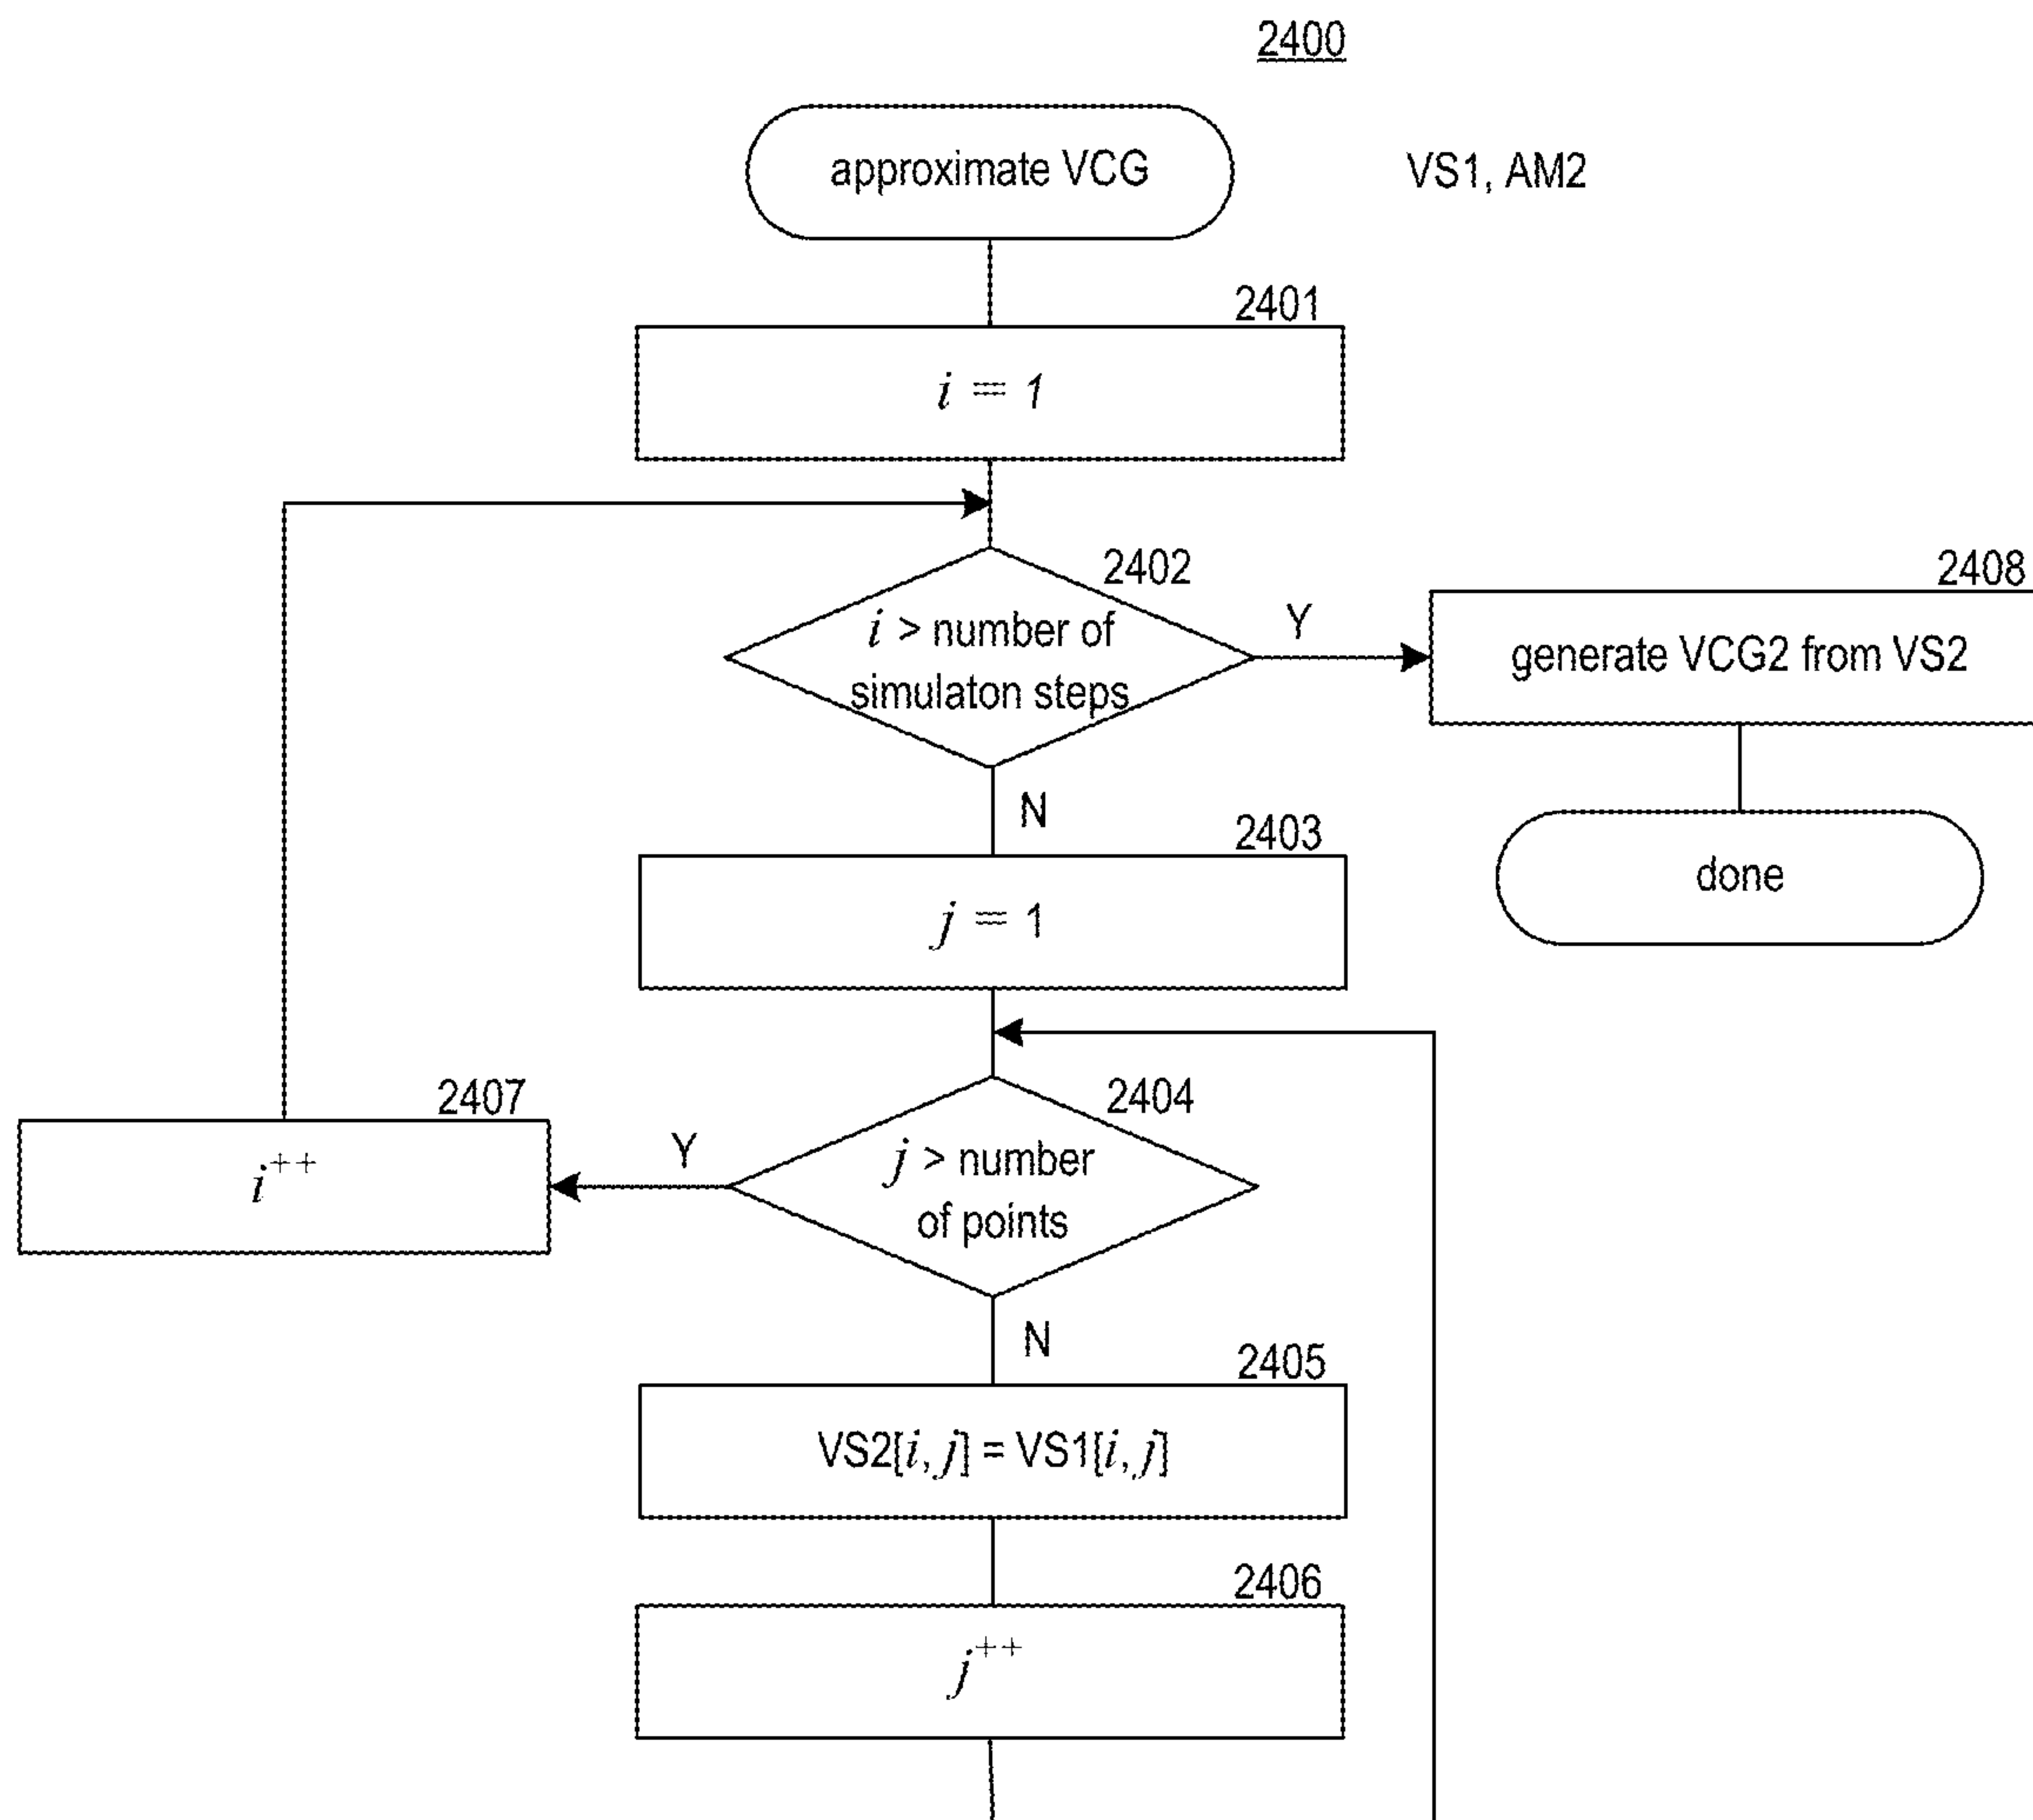 2400
approximate VCG
VS1, AM2
2401
i = 1
2402
i > number of
simulaton steps
Y
2408
generate VCG2 from VS2
N
2403
j = 1
done
2407
i++
Y
2404
j > number
of points
N
2405
VS2[i, j] = VS1[i, j]
2406
j++